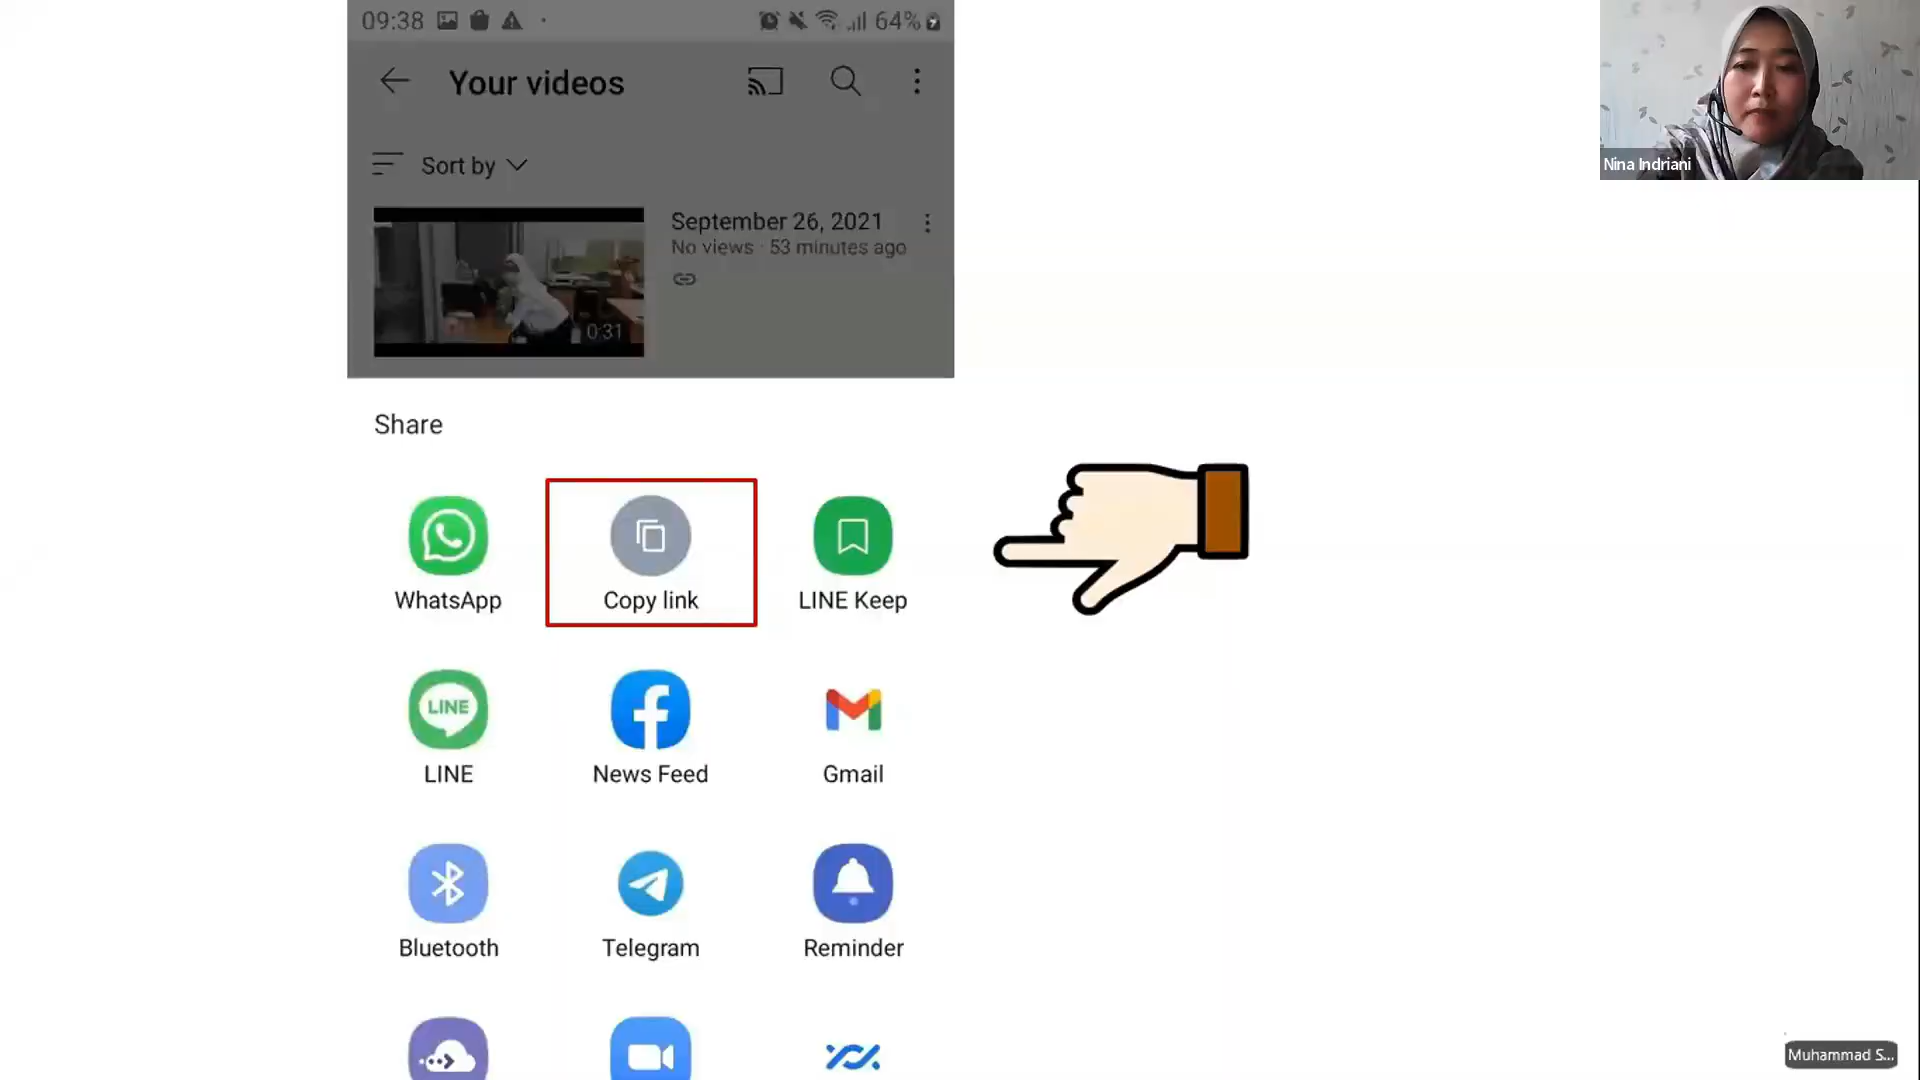 09:38
64%
Your videos
Sort by
September 26, 2021
No views · 53 minutes ago
0:31
Nina Indriani
Share
WhatsApp
Copy link
LINE Keep
LINE
LINE
News Feed
Gmail
Bluetooth
Telegram
Reminder
Muhammad S...